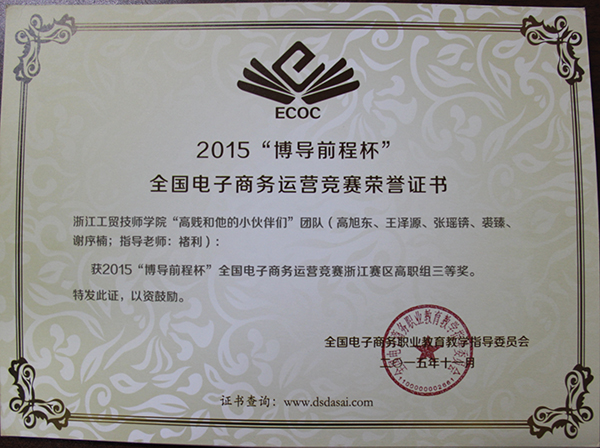 ECOC
2015“博导前程杯”
全国电子商务运营竞赛荣誉证书
浙江工贸技师学院“高贱和他的小伙伴们”团队（高旭东、王泽源、张瑶锛、裘臻、
谢序楠；指导老师：褚利）：
获2015“博导前程杯”全国电子商务运营竞赛浙江赛区高职组三等奖。
特发此证，以资鼓励。
全国电子商务职业教育教学指导委员会
二〇一五年十一月
证书查询：www.dsdasai.com